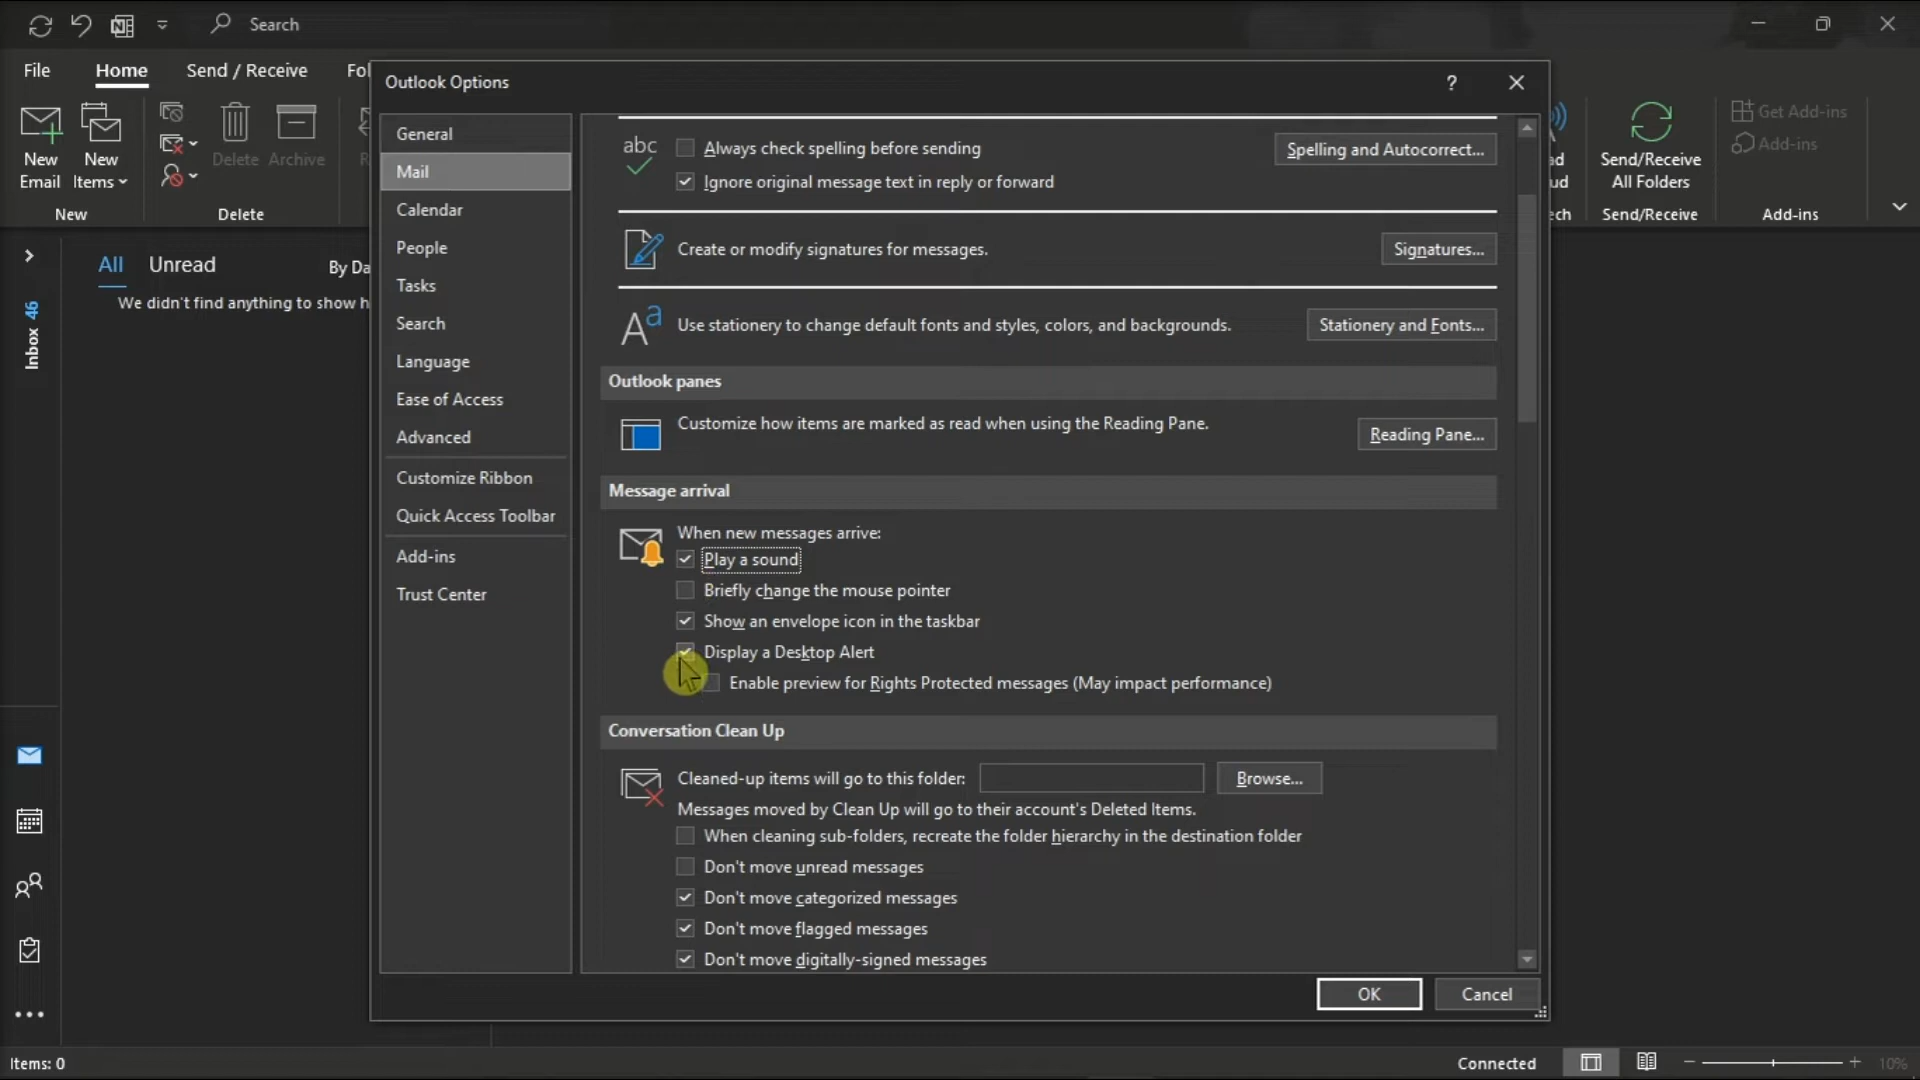 Search
File
Home
Send / Receive
Fol
New
Email
New
Items
Delete
Archive
R
New
Delete
ad
ud
ech
Send/Receive
All Folders
Send/Receive
Get Add-ins
Add-ins
Add-ins
All
Unread
By Da
We didn't find anything to show h
Inbox 46
Outlook Options
?
General
Mail
Calendar
People
Tasks
Search
Language
Ease of Access
Advanced
Customize Ribbon
Quick Access Toolbar
Add-ins
Trust Center
abc
Always check spelling before sending
Spelling and Autocorrect...
Ignore original message text in reply or forward
Create or modify signatures for messages.
Signatures...
Use stationery to change default fonts and styles, colors, and backgrounds.
Stationery and Fonts...
Outlook panes
Customize how items are marked as read when using the Reading Pane.
Reading Pane...
Message arrival
When new messages arrive:
Play a sound
Briefly change the mouse pointer
Show an envelope icon in the taskbar
Display a Desktop Alert
Enable preview for Rights Protected messages (May impact performance)
Conversation Clean Up
Cleaned-up items will go to this folder:
Browse...
Messages moved by Clean Up will go to their account's Deleted Items.
When cleaning sub-folders, recreate the folder hierarchy in the destination folder
Don't move unread messages
Don't move categorized messages
Don't move flagged messages
Don't move digitally-signed messages
OK
Cancel
Items: 0
Connected
10%